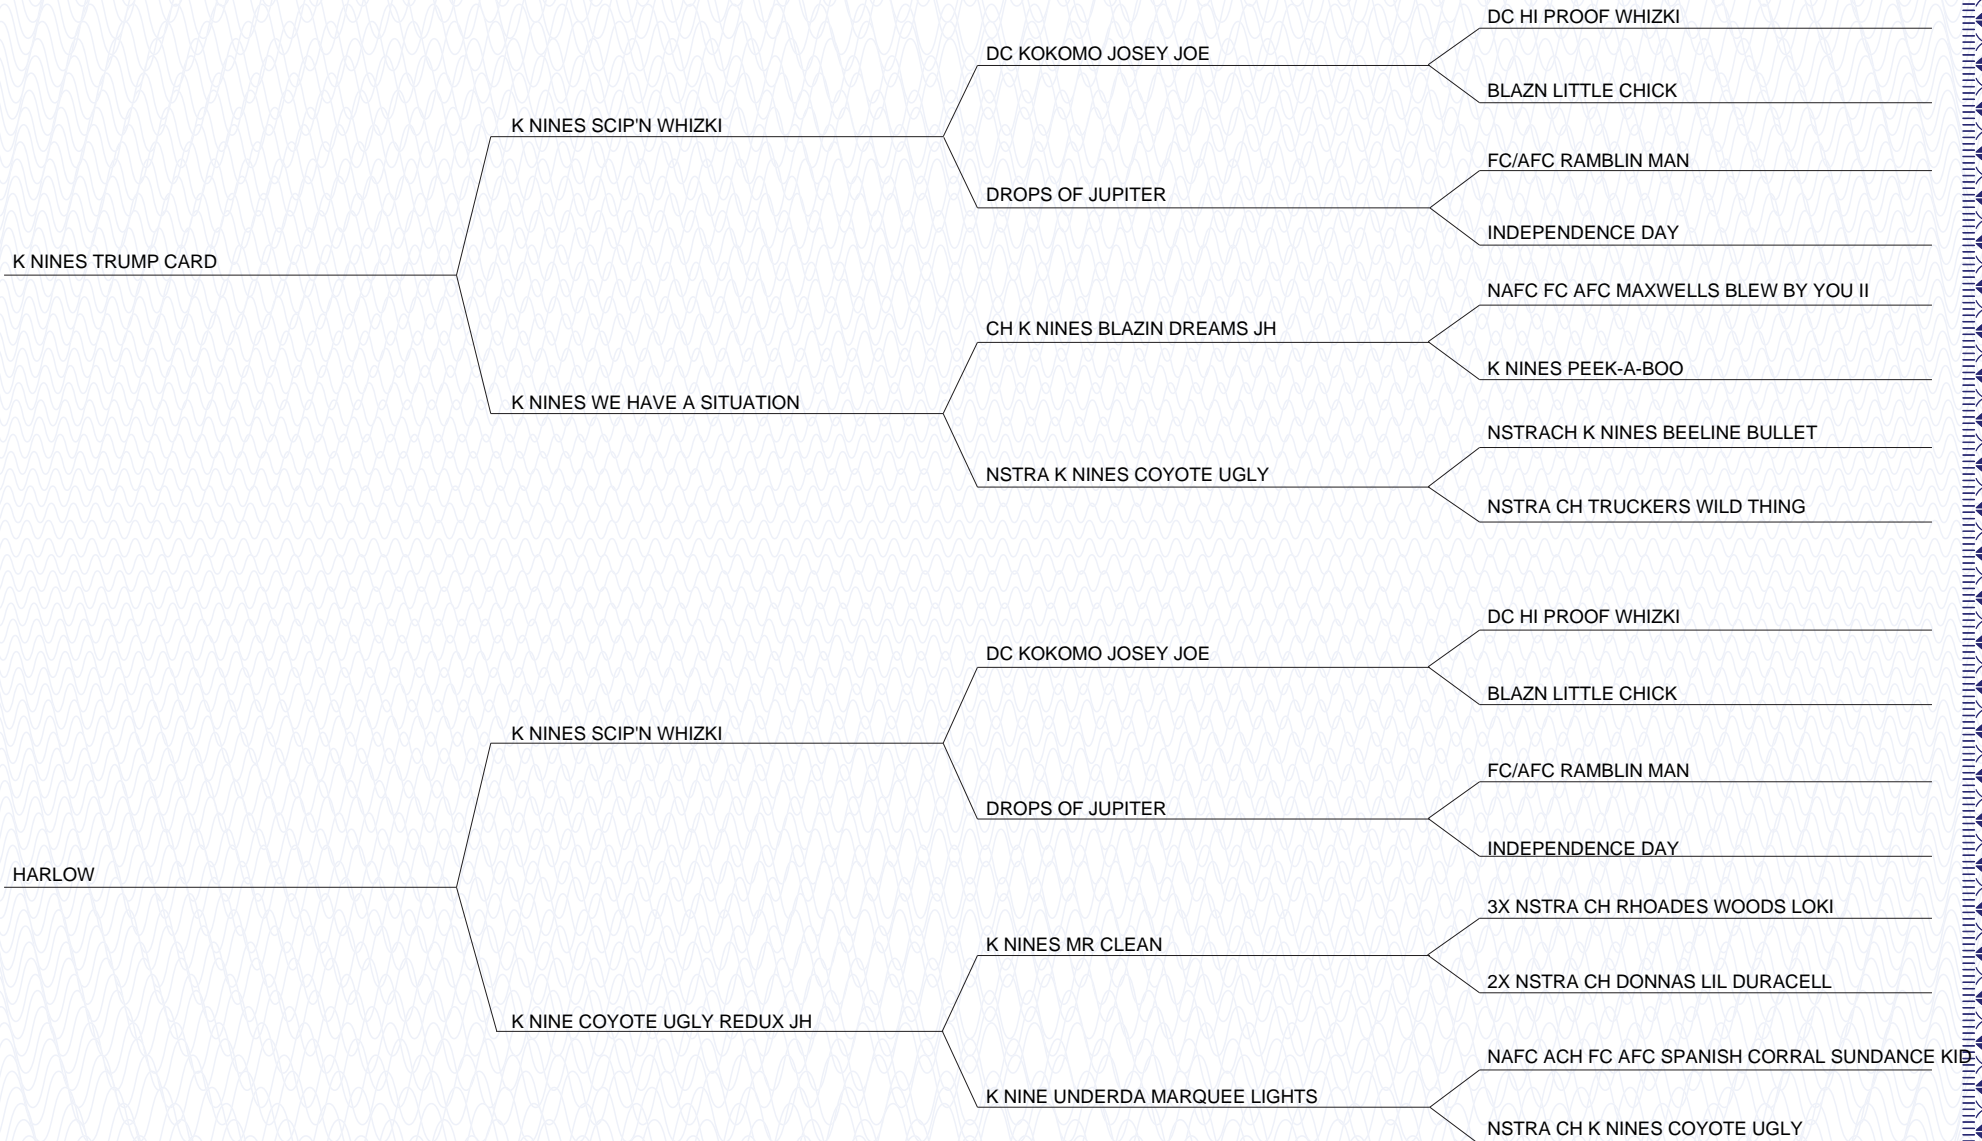 DC HI PROOF WHIZKI
DC KOKOMO JOSEY JOE
BLAZN LITTLE CHICK
K NINES SCIP'N WHIZKI
FC/AFC RAMBLIN MAN
DROPS OF JUPITER
INDEPENDENCE DAY
K NINES TRUMP CARD
NAFC FC AFC MAXWELLS BLEW BY YOU II
CH K NINES BLAZIN DREAMS JH
K NINES PEEK-A-BOO
K NINES WE HAVE A SITUATION
NSTRACH K NINES BEELINE BULLET
NSTRA K NINES COYOTE UGLY
NSTRA CH TRUCKERS WILD THING
DC HI PROOF WHIZKI
DC KOKOMO JOSEY JOE
BLAZN LITTLE CHICK
K NINES SCIP'N WHIZKI
FC/AFC RAMBLIN MAN
DROPS OF JUPITER
INDEPENDENCE DAY
HARLOW
3X NSTRA CH RHOADES WOODS LOKI
K NINES MR CLEAN
2X NSTRA CH DONNAS LIL DURACELL
K NINE COYOTE UGLY REDUX JH
NAFC ACH FC AFC SPANISH CORRAL SUNDANCE KID
K NINE UNDERDA MARQUEE LIGHTS
NSTRA CH K NINES COYOTE UGLY